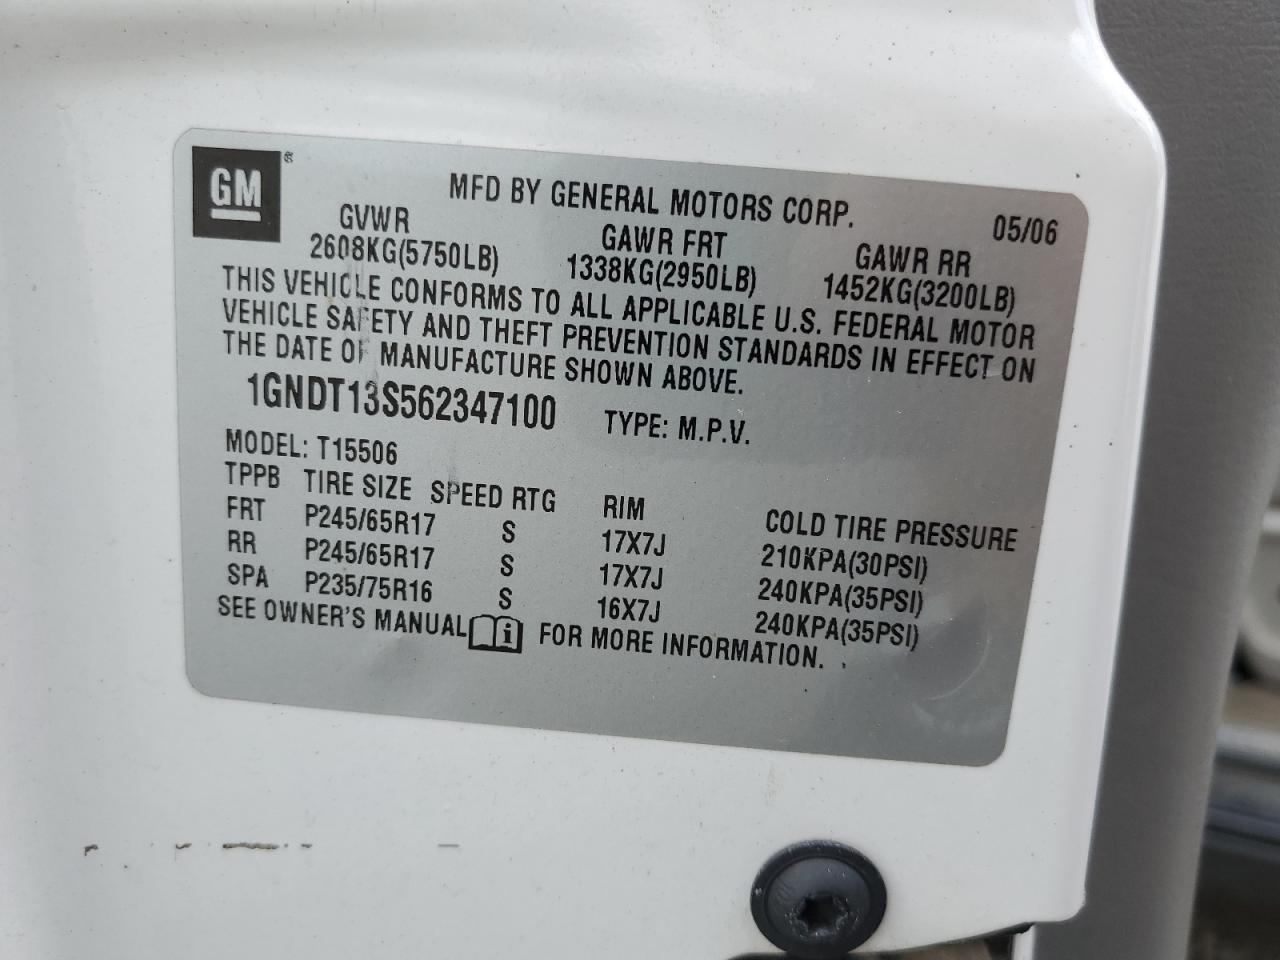 GM ®
MFD BY GENERAL MOTORS CORP. 05/06
GVWR GAWR FRT GAWR RR
2608KG(5750LB) 1338KG(2950LB) 1452KG(3200LB)
THIS VEHICLE CONFORMS TO ALL APPLICABLE U.S. FEDERAL MOTOR
VEHICLE SAFETY AND THEFT PREVENTION STANDARDS IN EFFECT ON
THE DATE OF MANUFACTURE SHOWN ABOVE.
1GNDT13S562347100 TYPE: M.P.V.
MODEL: T15506
TPPB TIRE SIZE SPEED RTG RIM COLD TIRE PRESSURE
FRT P245/65R17 S 17X7J 210KPA(30PSI)
RR P245/65R17 S 17X7J 240KPA(35PSI)
SPA P235/75R16 S 16X7J 240KPA(35PSI)
SEE OWNER'S MANUAL i FOR MORE INFORMATION.